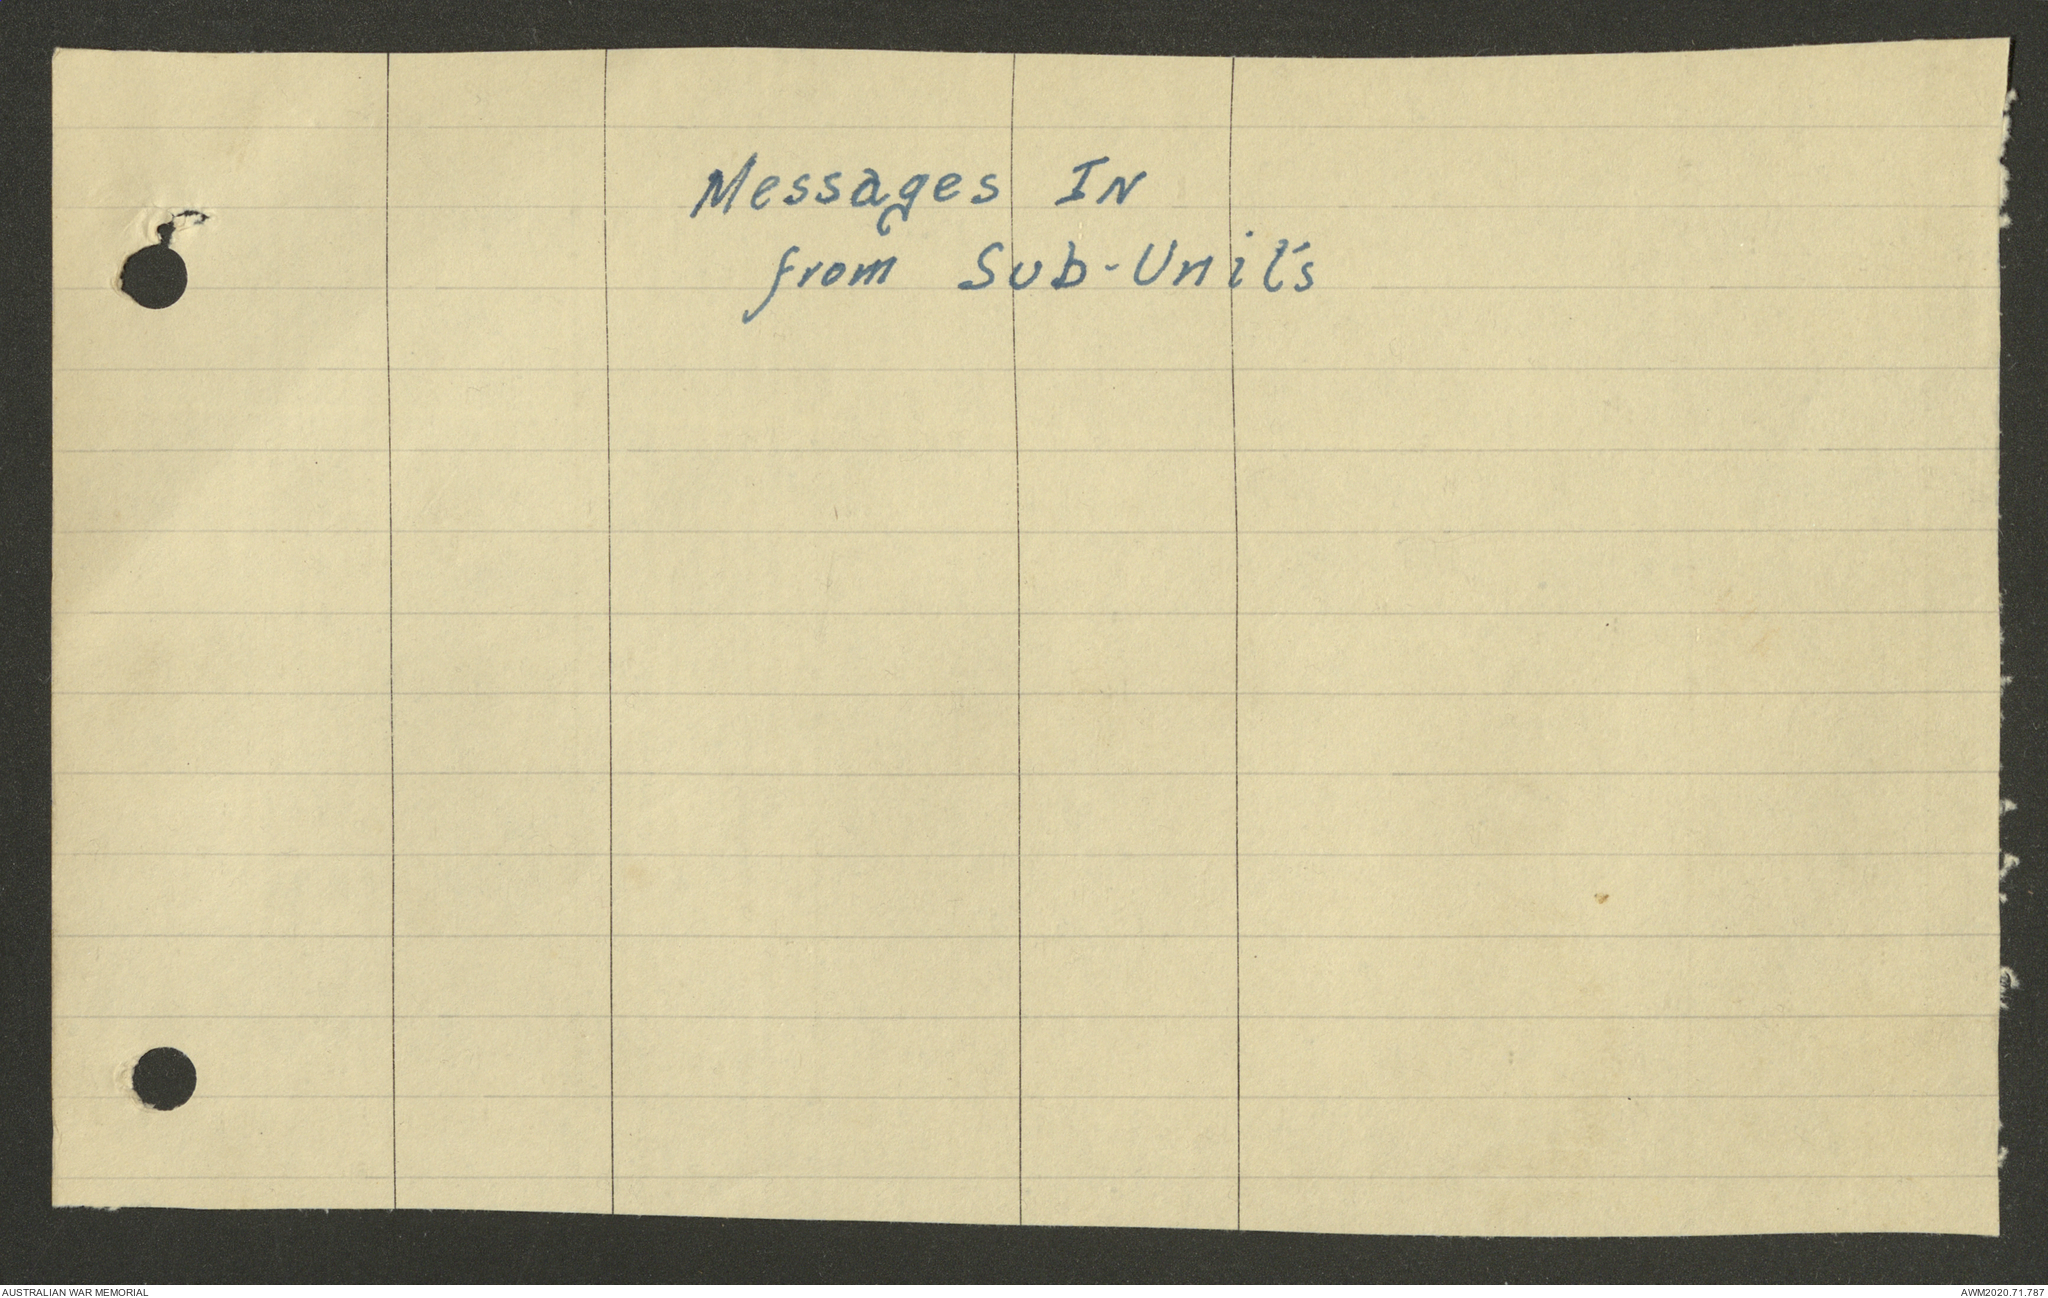 Messages IN
from Sub-Units
AUSTRALIAN WAR MEMORIAL
AWM2020.71.787